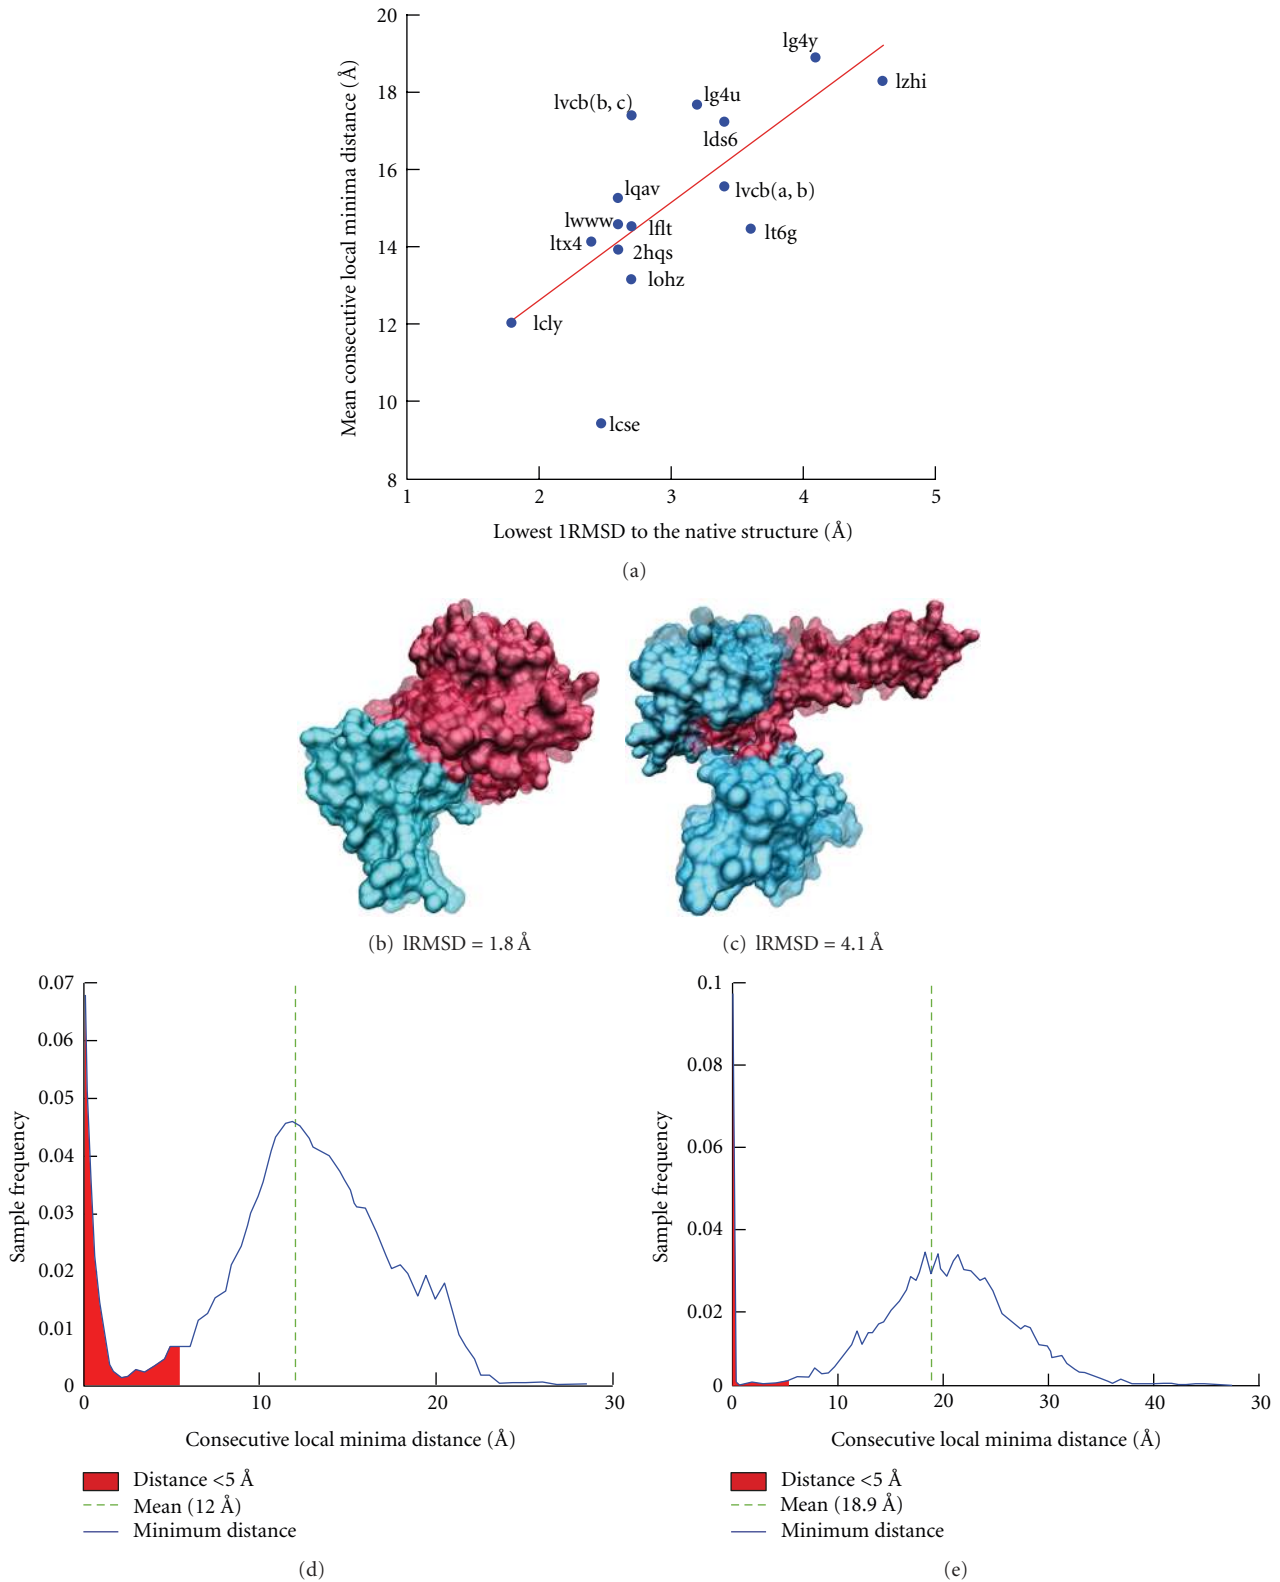 20
18
16
14
12
10
8
1
2
3
4
5
Mean consecutive local minima distance (Å)
lg4y
lzhi
lg4u
lvcb(b, c)
lds6
lvcb(a, b)
lqav
lwww
lflt
lt6g
ltx4
2hqs
lohz
lcly
lcse
Lowest 1RMSD to the native structure (Å)
(a)
(b) lRMSD = 1.8 Å
(c) lRMSD = 4.1 Å
0.07
0.06
0.05
0.04
0.03
0.02
0.01
0
0
10
20
30
Sample frequency
Consecutive local minima distance (Å)
Distance <5 Å
Mean (12 Å)
Minimum distance
(d)
0.1
0.08
0.06
0.04
0.02
0
0
10
20
30
40
30
Sample frequency
Consecutive local minima distance (Å)
Distance <5 Å
Mean (18.9 Å)
Minimum distance
(e)